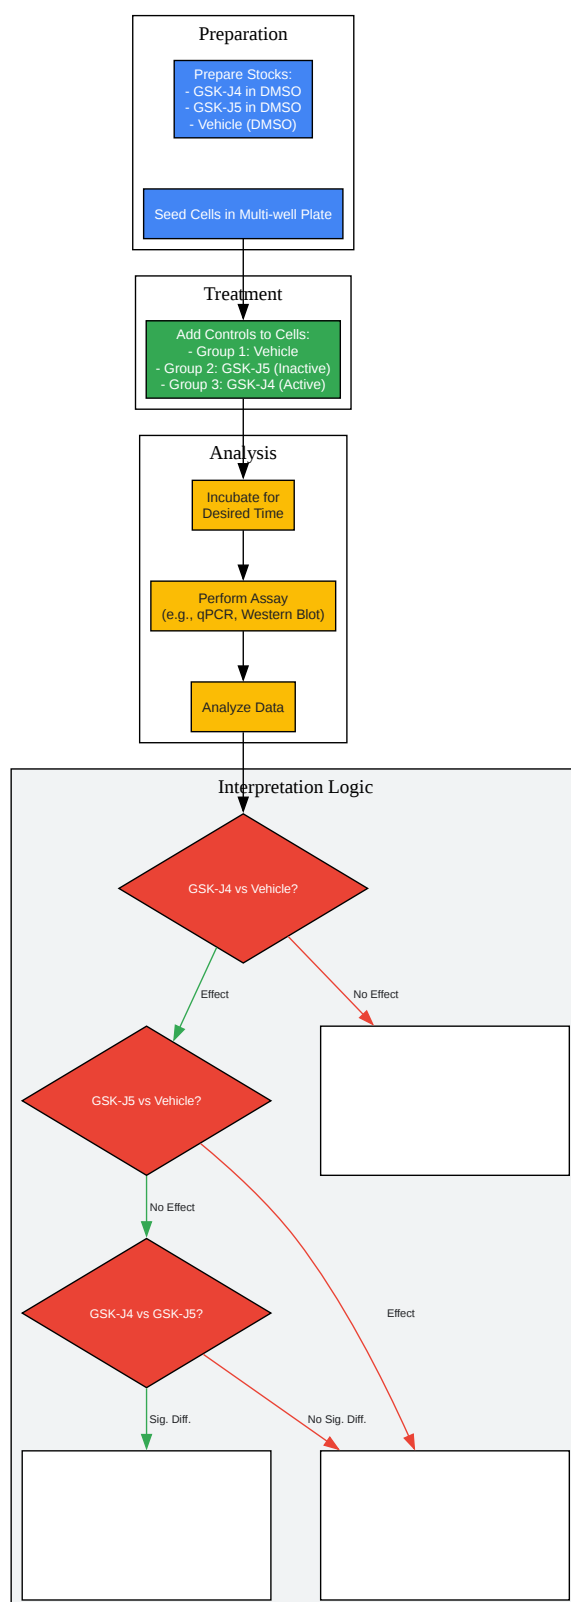 Preparation
Prepare Stocks:
- GSK-J4 in DMSO
- GSK-J5 in DMSO
- Vehicle (DMSO)
Seed Cells in Multi-well Plate
Treatment
Add Controls to Cells:
- Group 1: Vehicle
- Group 2: GSK-J5 (Inactive)
- Group 3: GSK-J4 (Active)
Analysis
Incubate for
Desired Time
Perform Assay
(e.g., qPCR, Western Blot)
Analyze Data
Interpretation Logic
GSK-J4 vs Vehicle?
Effect
No Effect
GSK-J5 vs Vehicle?
No Effect
GSK-J4 vs GSK-J5?
Effect
Sig. Diff.
No Sig. Diff.